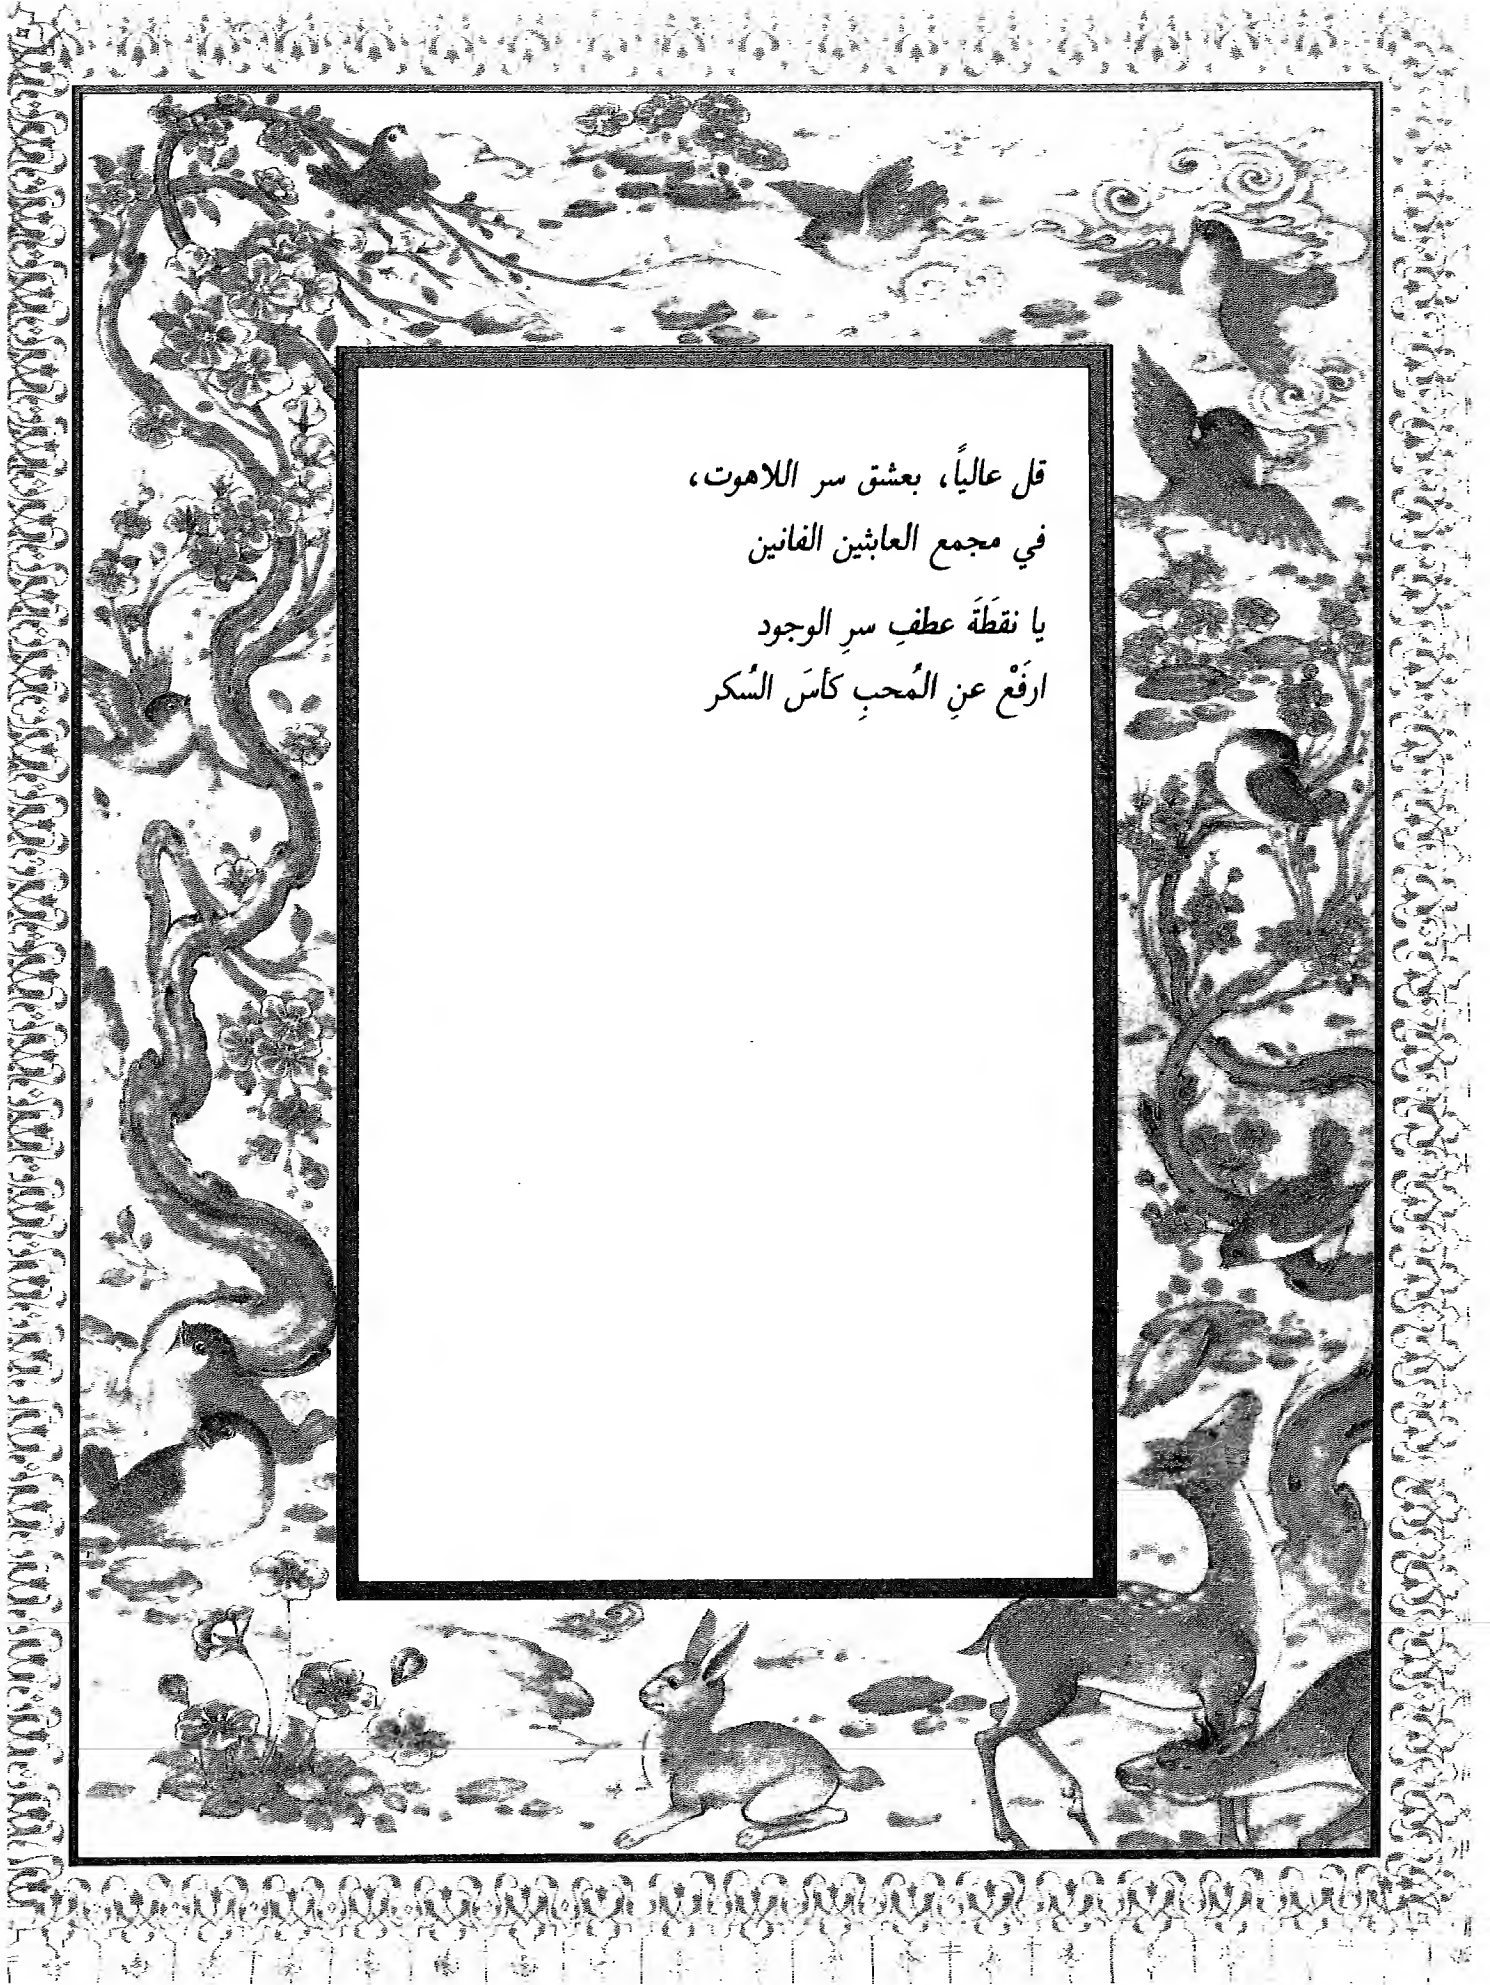 قل عالياً، بعشق سر اللاهوت،
في مجمع العابثين الفانين
يا نقطَةَ عطفِ سرِ الوجود
ارفَعْ عنِ المُحبِ كأسَ السُكر